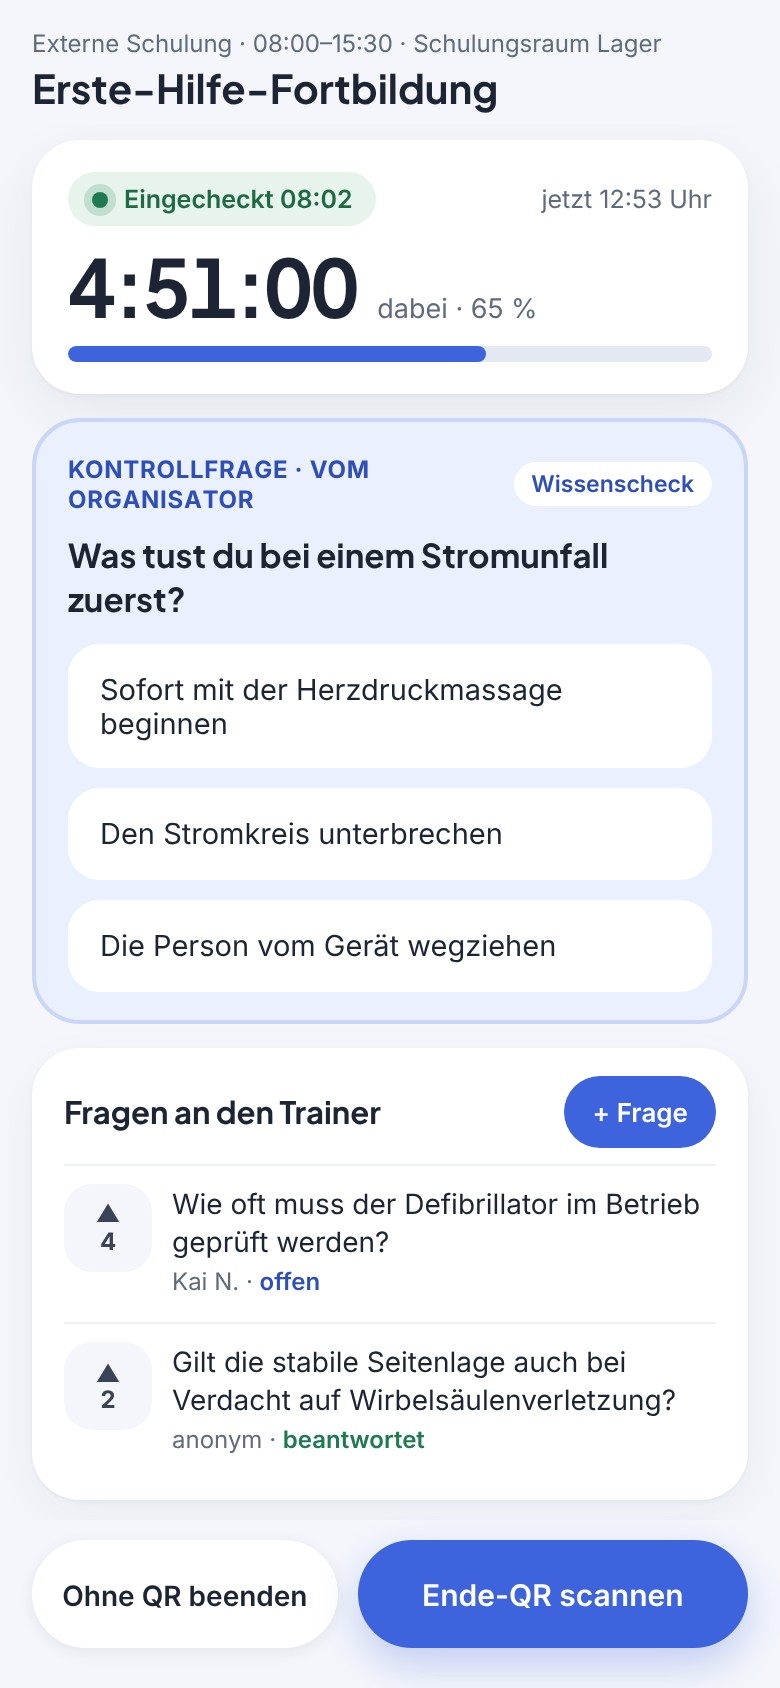 Externe Schulung · 08:00–15:30 · Schulungsraum Lager
Erste-Hilfe-Fortbildung
Eingecheckt 08:02
jetzt 12:53 Uhr
4:51:00 dabei · 65 %
KONTROLLFRAGE · VOM
ORGANISATOR
Wissenscheck
Was tust du bei einem Stromunfall
zuerst?
Sofort mit der Herzdruckmassage
beginnen
Den Stromkreis unterbrechen
Die Person vom Gerät wegziehen
Fragen an den Trainer
+ Frage
▲
4
Wie oft muss der Defibrillator im Betrieb
geprüft werden?
Kai N. · offen
▲
2
Gilt die stabile Seitenlage auch bei
Verdacht auf Wirbelsäulenverletzung?
anonym · beantwortet
Ohne QR beenden
Ende-QR scannen